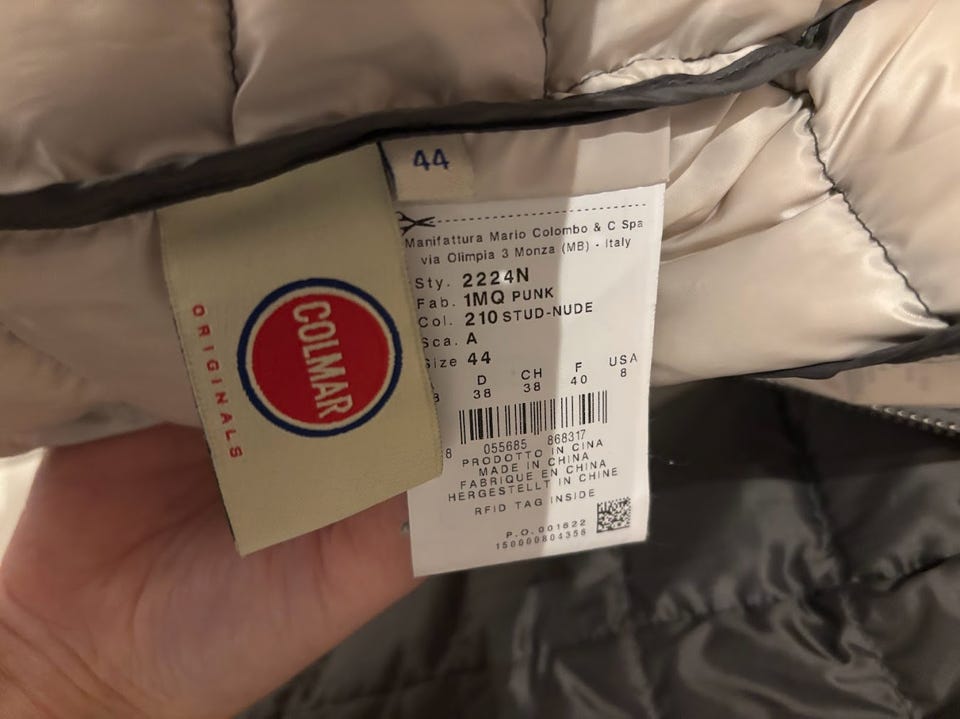 44
COLMAR
ORIGINALS
Manifattura Mario Colombo & C Spa
via Olimpia 3 Monza (MB) - Italy
Sty. 2224N
Fab. 1MQ PUNK
Col. 210 STUD-NUDE
Sca. A
Size 44
D CH F USA
38 38 40 8
8 055685 868317
PRODOTTO IN CINA
MADE IN CHINA
FABRIQUE EN CHINA
HERGESTELLT IN CHINE
RFID TAG INSIDE
P.O. 001622
150000804356